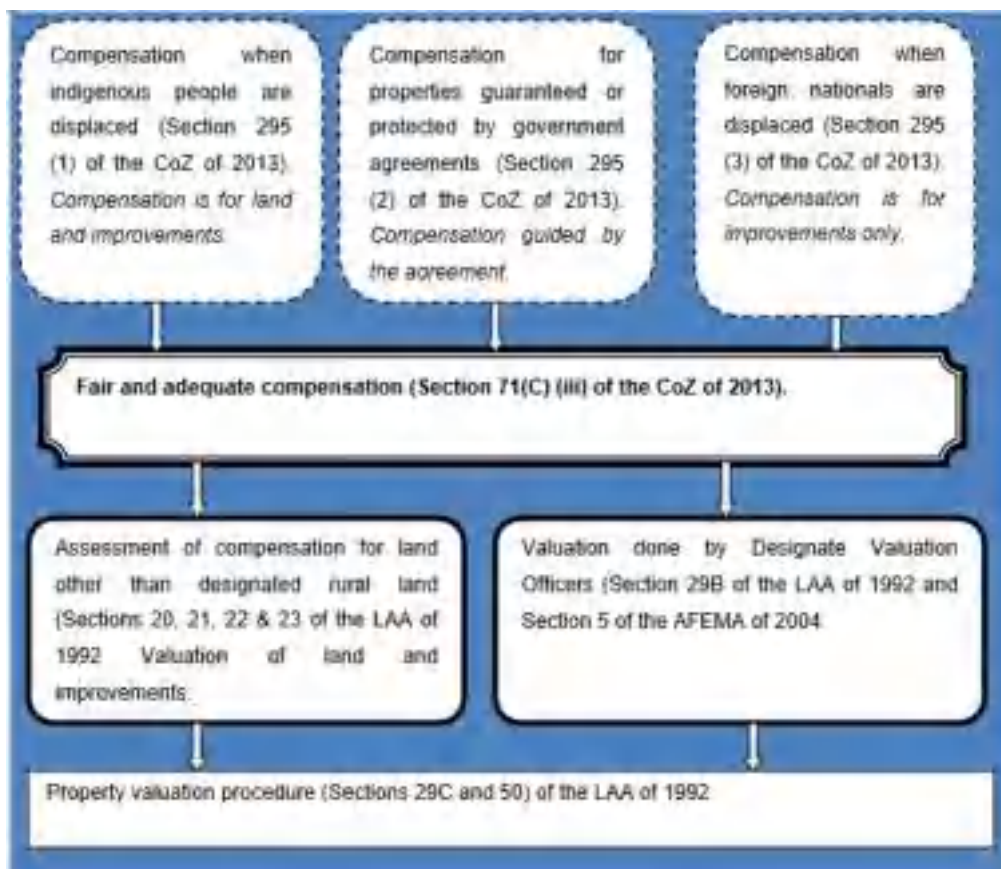 Compensation when
indigenous people are
displaced (Section 295
(1) of the CoZ of 2013).
Compensation is for land
and improvements.
Compensation for
properties guaranteed or
protected by government
agreements (Section 295
(2) of the CoZ of 2013).
Compensation guided by
the agreement.
Compensation when
foreign nationals are
displaced (Section 295
(3) of the CoZ of 2013).
Compensation is for
improvements only.
Fair and adequate compensation (Section 71(C) (iii) of the CoZ of 2013).
Assessment of compensation for land
other than designated rural land
(Sections 20, 21, 22 & 23 of the LAA of
1992 Valuation of land and
improvements.
Valuation done by Designate Valuation
Officers (Section 29B of the LAA of 1992 and
Section 5 of the AFEMA of 2004
Property valuation procedure (Sections 29C and 50) of the LAA of 1992